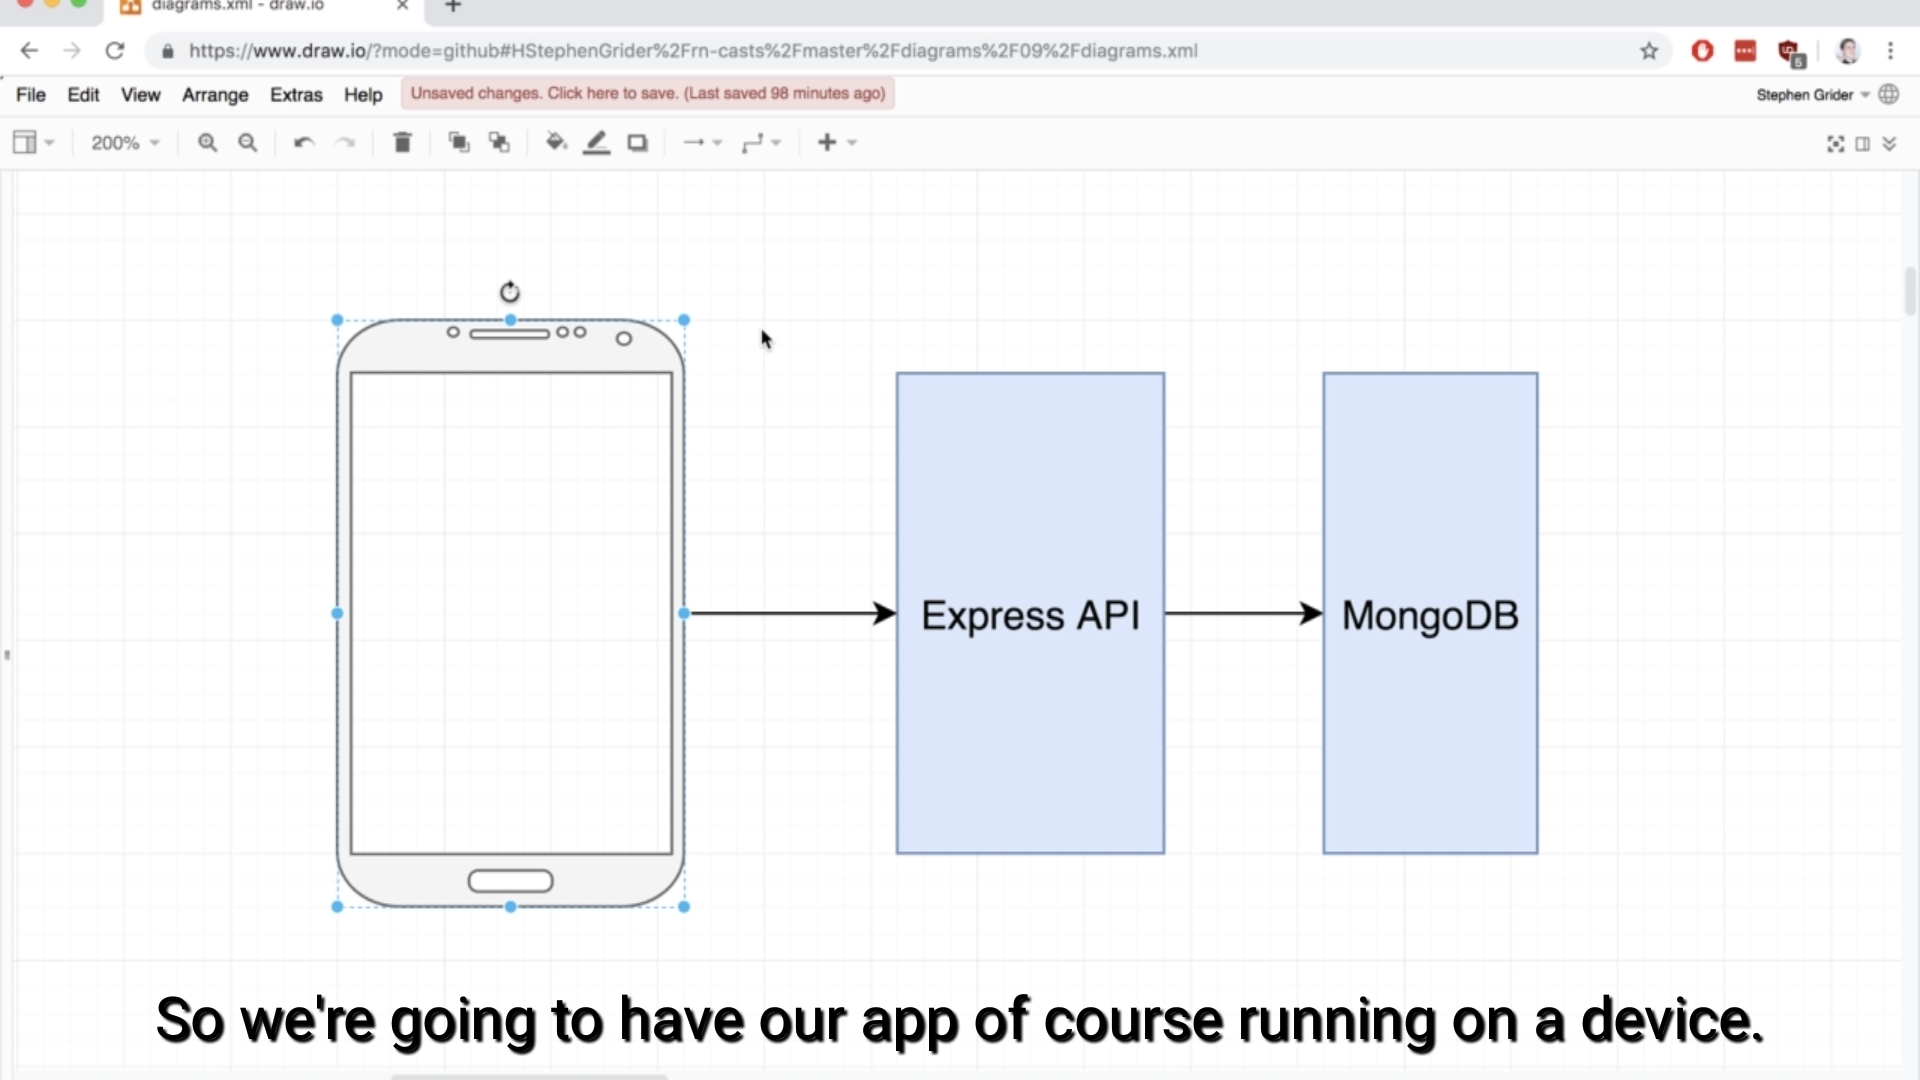 diagrams.xml - draw.io
https://www.draw.io/?mode=github#HStephenGrider%2Frn-casts%2Fmaster%2Fdiagrams%2F09%2Fdiagrams.xml
5
File Edit View Arrange Extras Help Unsaved changes. Click here to save. (Last saved 98 minutes ago) Stephen Grider
200%
Express API
MongoDB
So we're going to have our app of course running on a device.